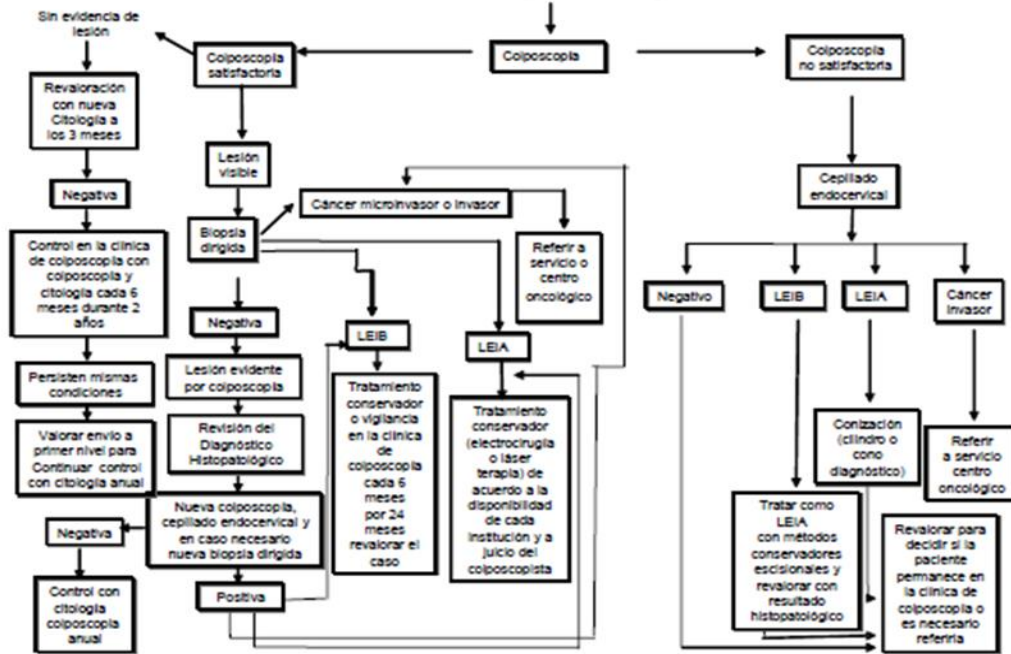 Sin evidencia de
lesión
Colposcopia
satisfactoria
Colposcopia
Colposcopia
no satisfactoria
Revaloración
con nueva
Citología a
los 3 meses
Negativa
Control en la clínica
de colposcopia con
colposcopia y
citología cada 6
meses durante 2
años
Persisten mismas
condiciones
Valorar envío a
primer nivel para
Continuar control
con citología anual
Lesión
visible
Biopsia
dirigida
Cáncer microinvasor o invasor
Referir a
servicio o
centro
oncológico
Negativa
Lesión evidente
por colposcopia
Revisión del
Diagnóstico
Histopatológico
Nueva colposcopia,
cepillado endocervical y
en caso necesario
nueva biopsia dirigida
Negativa
Control con
citología
colposcopia
anual
Positiva
LEIB
Tratamiento
conservador
o vigilancia
en la clínica
de
colposcopia
cada 6
meses
por 24
meses
revalorar el
caso
LEIA
Tratamiento
conservador
(electrocirugía
o láser
terapia) de
acuerdo a la
disponibilidad
de cada
institución y a
juicio del
colposcopista
Cepillado
endocervical
Negativo
LEIB
LEIA
Cáncer
Invasor
Tratar como
LEIA
con métodos
conservadores
escisionales y
revalorar con
resultado
histopatológico
Conización
(cilindro o
cono
diagnóstico)
Referir
a servicio
centro
oncológico
Revalorar para
decidir si la
paciente
permanece en
la clínica de
colposcopia o
es necesario
referirla